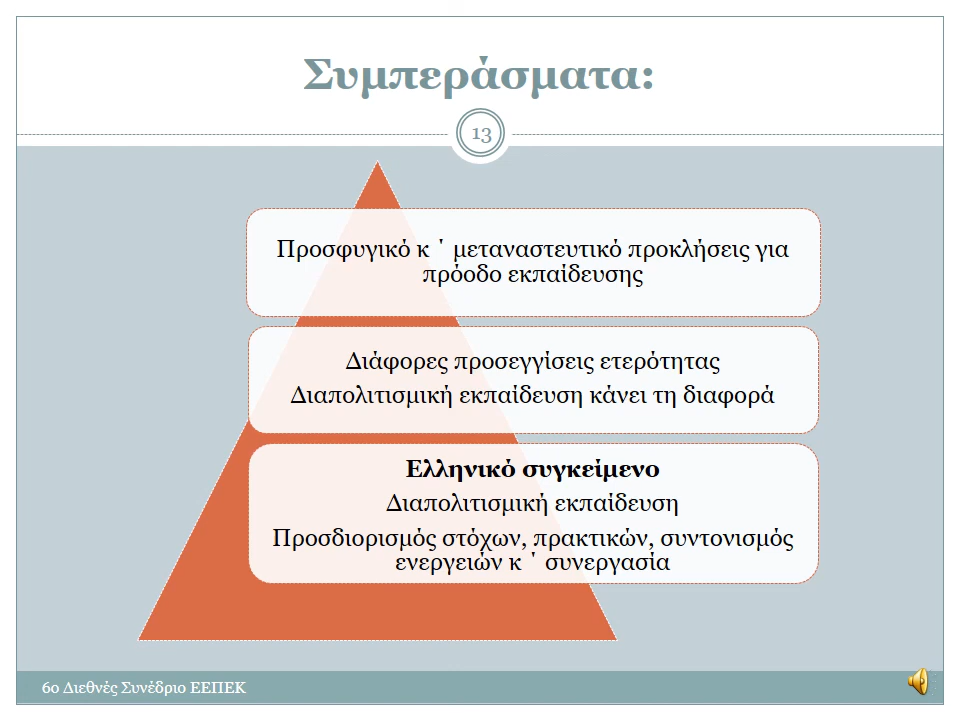 Συμπεράσματα:
13
Προσφυγικό κ ΄ μεταναστευτικό προκλήσεις για
πρόοδο εκπαίδευσης
Διάφορες προσεγγίσεις ετερότητας
Διαπολιτισμική εκπαίδευση κάνει τη διαφορά
Ελληνικό συγκείμενο
Διαπολιτισμική εκπαίδευση
Προσδιορισμός στόχων, πρακτικών, συντονισμός
ενεργειών κ ΄ συνεργασία
6ο Διεθνές Συνέδριο ΕΕΠΕΚ